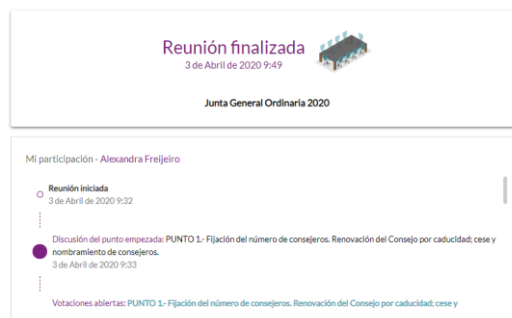 Reunión finalizada
3 de Abril de 2020 9:49
Junta General Ordinaria 2020
Mi participación - Alexandra Freijeiro
Reunión iniciada
3 de Abril de 2020 9:32
Discusión del punto empezada: PUNTO 1.- Fijación del número de consejeros. Renovación del Consejo por caducidad; cese y
nombramiento de consejeros.
3 de Abril de 2020 9:33
Votaciones abiertas: PUNTO 1.- Fijación del número de consejeros. Renovación del Consejo por caducidad; cese y